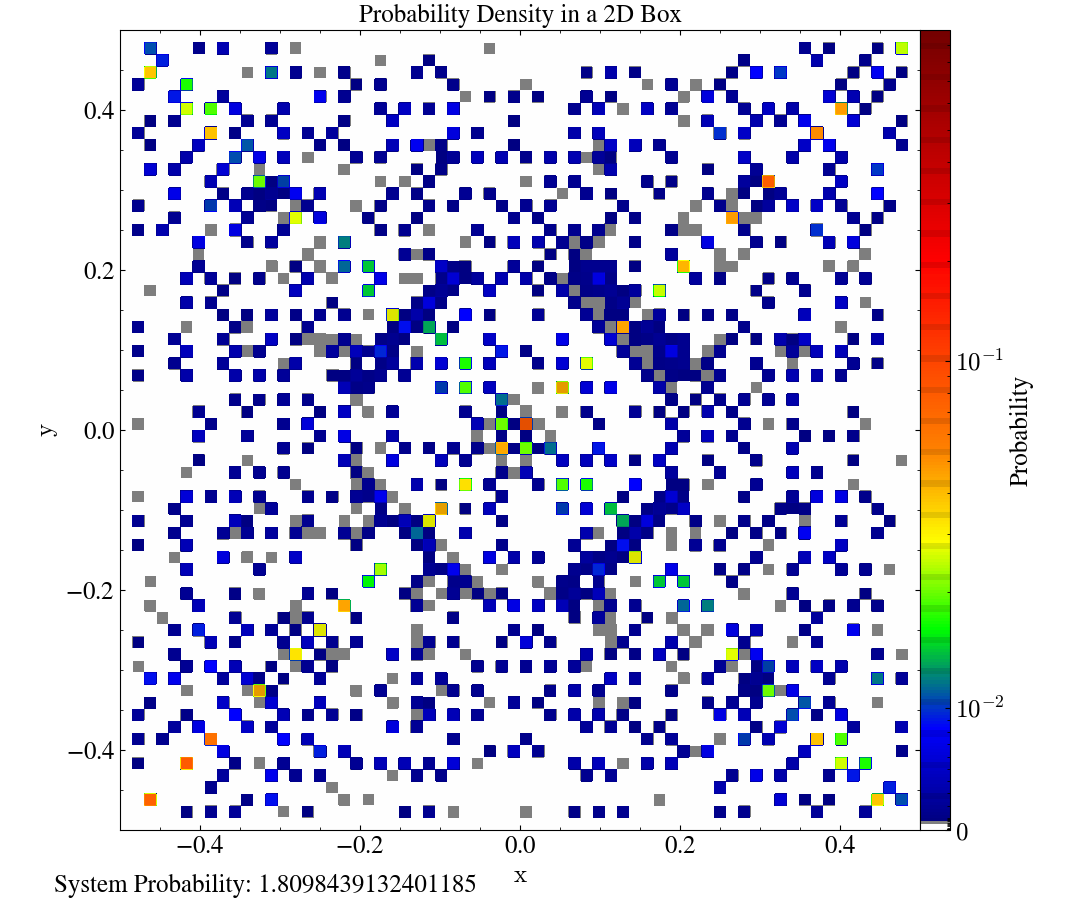 Probability Density in a 2D Box
0.4
0.2
0.0
−0.2
−0.4
y
−0.4 −0.2 0.0 0.2 0.4
x
10⁻¹
10⁻²
0
Probability
System Probability: 1.8098439132401185